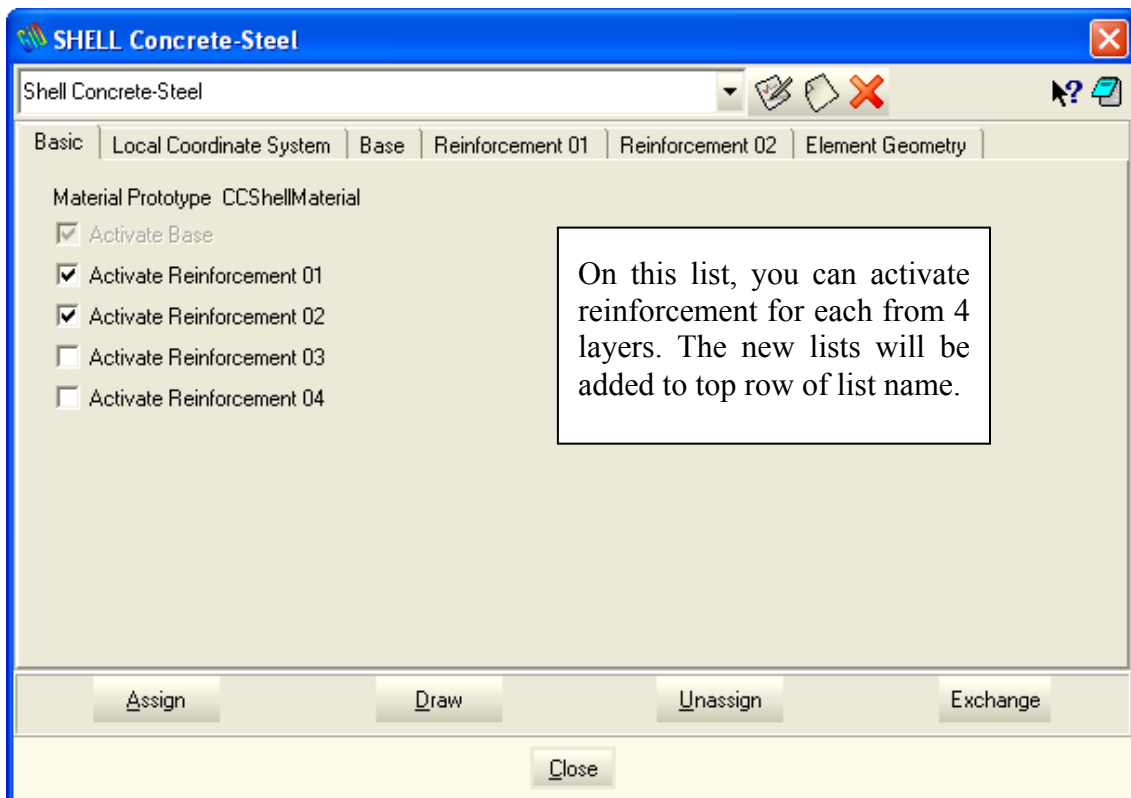 SHELL Concrete-Steel
Shell Concrete-Steel
Basic Local Coordinate System Base Reinforcement 01 Reinforcement 02 Element Geometry
Material Prototype CCShellMaterial
Activate Base
Activate Reinforcement 01
Activate Reinforcement 02
Activate Reinforcement 03
Activate Reinforcement 04
On this list, you can activate
reinforcement for each from 4
layers. The new lists will be
added to top row of list name.
Assign Draw Unassign Exchange
Close